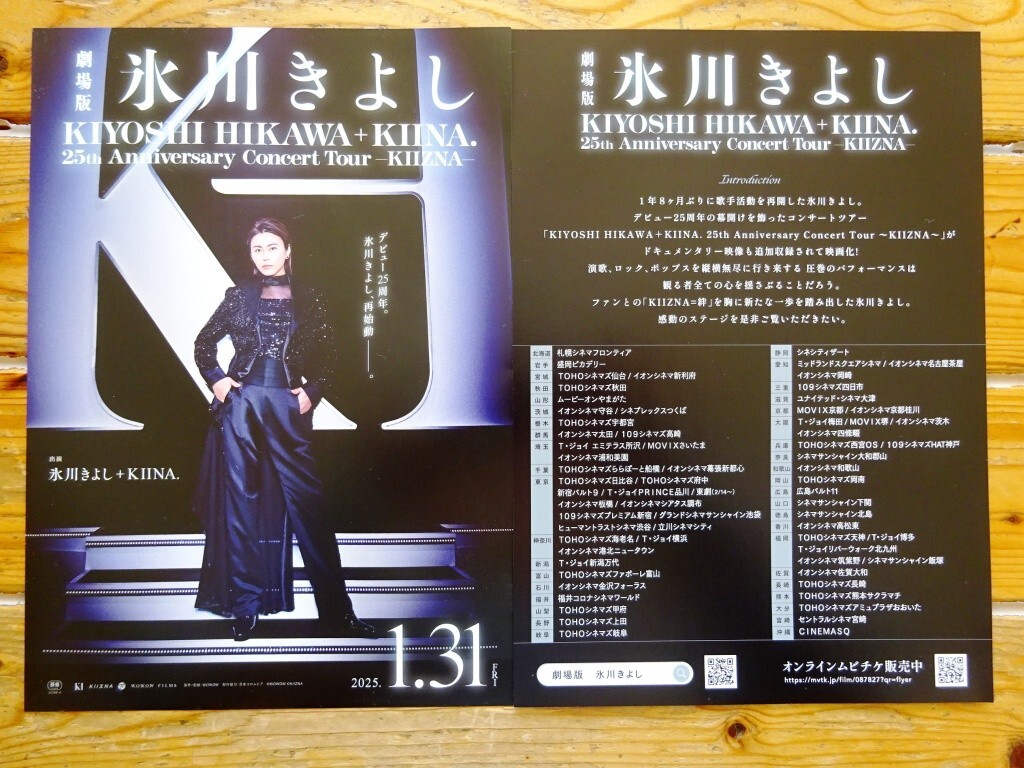 劇場版
氷川きよし
KIYOSHI HIKAWA+KIINA.
25th Anniversary Concert Tour –KIIZNA–
デビュー25周年。
氷川きよし、再始動――。
出演
氷川きよし+KIINA.
KIIZNA
WOWOW FILMS
2025.
1.31
FRI
劇場版
氷川きよし
KIYOSHI HIKAWA+KIINA.
25th Anniversary Concert Tour –KIIZNA–
Introduction
1年8ヶ月ぶりに歌手活動を再開した氷川きよし。
デビュー25周年の幕開けを飾ったコンサートツアー
「KIYOSHI HIKAWA+KIINA. 25th Anniversary Concert Tour ～KIIZNA～」が
ドキュメンタリー映像も追加収録されて映画化!
演歌、ロック、ポップスを縦横無尽に行き来する 圧巻のパフォーマンスは
観る者全ての心を揺さぶることだろう。
ファンとの「KIIZNA=絆」を胸に新たな一歩を踏み出した氷川きよし。
感動のステージを是非ご覧いただきたい。
北海道 札幌シネマフロンティア
岩手 盛岡ピカデリー
宮城 TOHOシネマズ仙台 / イオンシネマ新利府
秋田 TOHOシネマズ秋田
山形 ムービーオンやまがた
茨城 イオンシネマ守谷 / シネプレックスつくば
栃木 TOHOシネマズ宇都宮
群馬 イオンシネマ太田 / 109シネマズ高崎
埼玉 T・ジョイ エミテラス所沢 / MOVIXさいたま
イオンシネマ浦和美園
千葉 TOHOシネマズららぽーと船橋 / イオンシネマ幕張新都心
東京 TOHOシネマズ日比谷 / TOHOシネマズ府中
新宿バルト9 / T・ジョイPRINCE品川 / 東劇(2/14～)
イオンシネマ板橋 / イオンシネマシアタス調布
109シネマズプレミアム新宿 / グランドシネマサンシャイン池袋
ヒューマントラストシネマ渋谷 / 立川シネマシティ
神奈川 TOHOシネマズ海老名 / T・ジョイ横浜
イオンシネマ港北ニュータウン
新潟 T・ジョイ新潟万代
富山 TOHOシネマズファボーレ富山
石川 イオンシネマ金沢フォーラス
福井 福井コロナシネマワールド
山梨 TOHOシネマズ甲府
長野 TOHOシネマズ上田
岐阜 TOHOシネマズ岐阜
静岡 シネシティザート
愛知 ミッドランドスクエアシネマ / イオンシネマ名古屋茶屋
イオンシネマ岡崎
三重 109シネマズ四日市
滋賀 ユナイテッド・シネマ大津
京都 MOVIX京都 / イオンシネマ京都桂川
大阪 T・ジョイ梅田 / MOVIX堺 / イオンシネマ茨木
イオンシネマ四條畷
兵庫 TOHOシネマズ西宮OS / 109シネマズHAT神戸
奈良 シネマサンシャイン大和郡山
和歌山 イオンシネマ和歌山
岡山 TOHOシネマズ岡南
広島 広島バルト11
山口 シネマサンシャイン下関
徳島 シネマサンシャイン北島
香川 イオンシネマ高松東
福岡 TOHOシネマズ天神 / T・ジョイ博多
T・ジョイリバーウォーク北九州
イオンシネマ筑紫野 / シネマサンシャイン飯塚
佐賀 イオンシネマ佐賀大和
長崎 TOHOシネマズ長崎
熊本 TOHOシネマズ熊本サクラマチ
大分 TOHOシネマズアミュプラザおおいた
宮崎 セントラルシネマ宮崎
沖縄 CINEMASQ
劇場版 氷川きよし
オンラインムビチケ販売中
https://mvtk.jp/film/087827?qr=flyer